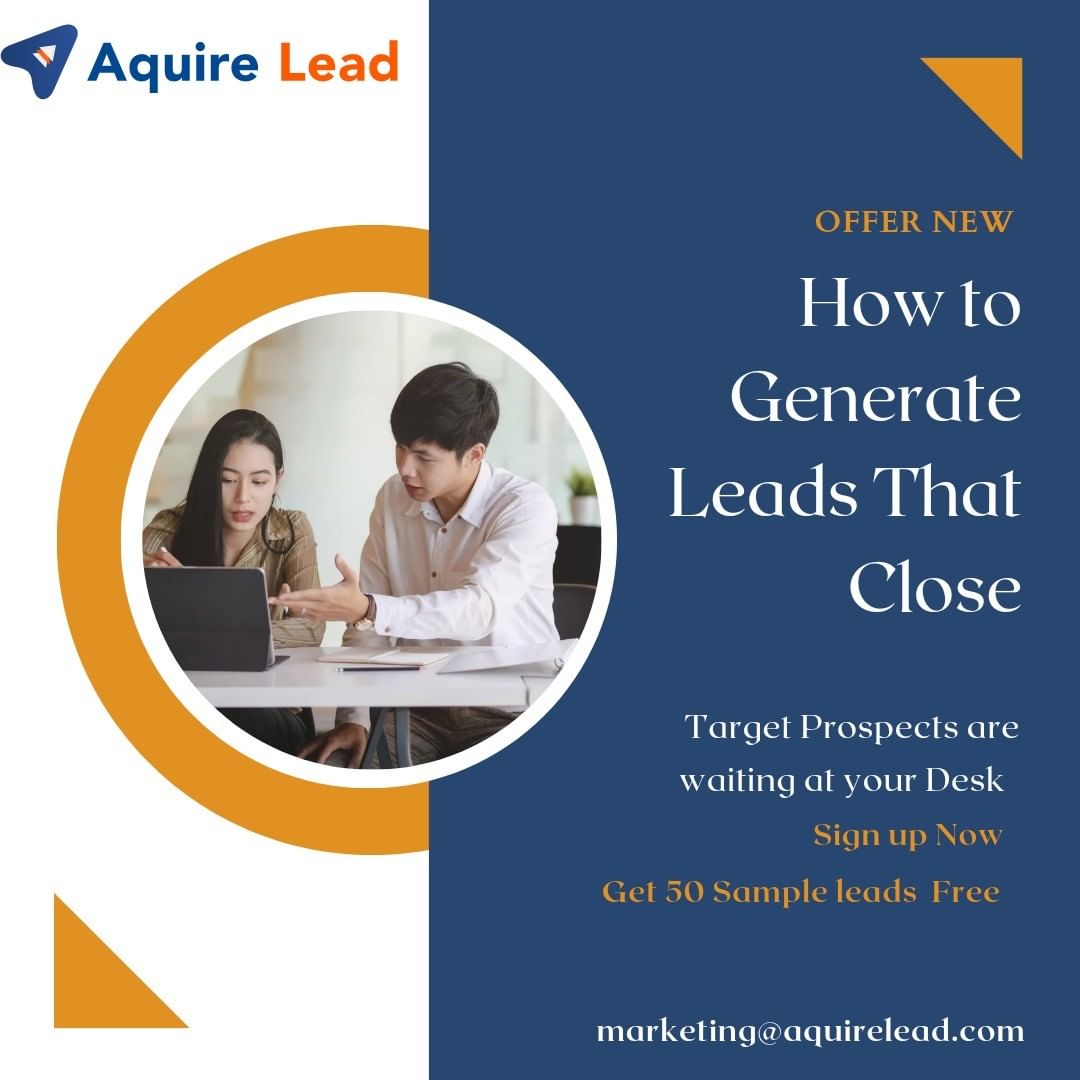 Aquire Lead
OFFER NEW
How to
Generate
Leads That
Close
Target Prospects are
waiting at your Desk
Sign up Now
Get 50 Sample leads Free
marketing@aquirelead.com